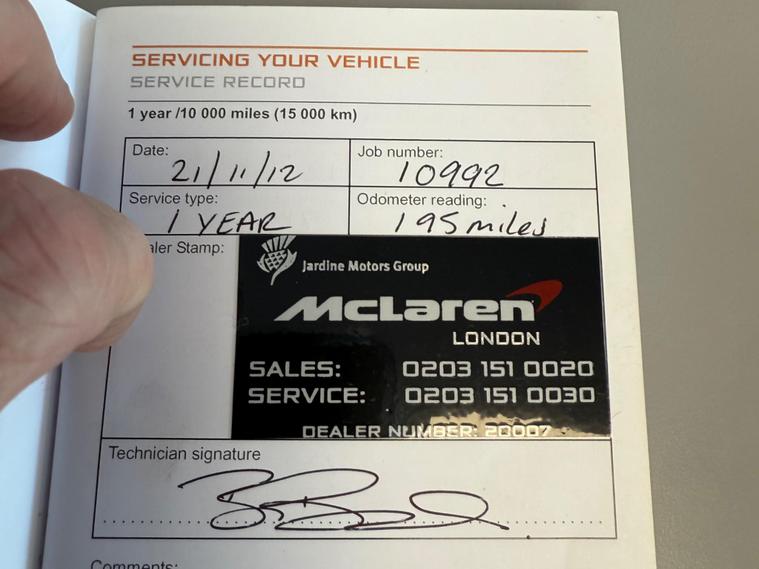 SERVICING YOUR VEHICLE
SERVICE RECORD
1 year /10 000 miles (15 000 km)
Date: Job number:
21/11/12 10992
Service type: Odometer reading:
1 YEAR 195 miles
aler Stamp:
Jardine Motors Group
McLaren
LONDON
SALES: 0203 151 0020
SERVICE: 0203 151 0030
DEALER NUMBER: 20007
Technician signature
Comments: